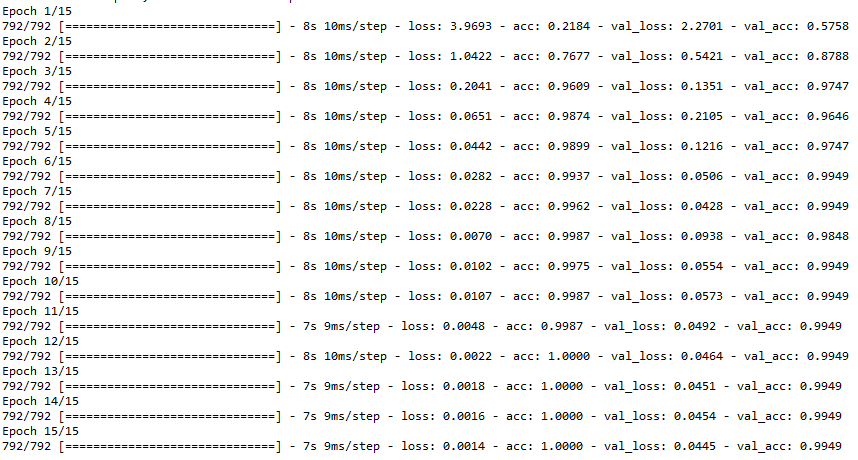 Epoch 1/15
792/792 [==============================] - 8s 10ms/step - loss: 3.9693 - acc: 0.2184 - val_loss: 2.2701 - val_acc: 0.5758
Epoch 2/15
792/792 [==============================] - 8s 10ms/step - loss: 1.0422 - acc: 0.7677 - val_loss: 0.5421 - val_acc: 0.8788
Epoch 3/15
792/792 [==============================] - 8s 10ms/step - loss: 0.2041 - acc: 0.9609 - val_loss: 0.1351 - val_acc: 0.9747
Epoch 4/15
792/792 [==============================] - 8s 10ms/step - loss: 0.0651 - acc: 0.9874 - val_loss: 0.2105 - val_acc: 0.9646
Epoch 5/15
792/792 [==============================] - 8s 10ms/step - loss: 0.0442 - acc: 0.9899 - val_loss: 0.1216 - val_acc: 0.9747
Epoch 6/15
792/792 [==============================] - 8s 10ms/step - loss: 0.0282 - acc: 0.9937 - val_loss: 0.0506 - val_acc: 0.9949
Epoch 7/15
792/792 [==============================] - 8s 10ms/step - loss: 0.0228 - acc: 0.9962 - val_loss: 0.0428 - val_acc: 0.9949
Epoch 8/15
792/792 [==============================] - 8s 10ms/step - loss: 0.0070 - acc: 0.9987 - val_loss: 0.0938 - val_acc: 0.9848
Epoch 9/15
792/792 [==============================] - 8s 10ms/step - loss: 0.0102 - acc: 0.9975 - val_loss: 0.0554 - val_acc: 0.9949
Epoch 10/15
792/792 [==============================] - 8s 10ms/step - loss: 0.0107 - acc: 0.9987 - val_loss: 0.0573 - val_acc: 0.9949
Epoch 11/15
792/792 [==============================] - 7s 9ms/step - loss: 0.0048 - acc: 0.9987 - val_loss: 0.0492 - val_acc: 0.9949
Epoch 12/15
792/792 [==============================] - 8s 10ms/step - loss: 0.0022 - acc: 1.0000 - val_loss: 0.0464 - val_acc: 0.9949
Epoch 13/15
792/792 [==============================] - 7s 9ms/step - loss: 0.0018 - acc: 1.0000 - val_loss: 0.0451 - val_acc: 0.9949
Epoch 14/15
792/792 [==============================] - 7s 9ms/step - loss: 0.0016 - acc: 1.0000 - val_loss: 0.0454 - val_acc: 0.9949
Epoch 15/15
792/792 [==============================] - 7s 9ms/step - loss: 0.0014 - acc: 1.0000 - val_loss: 0.0445 - val_acc: 0.9949